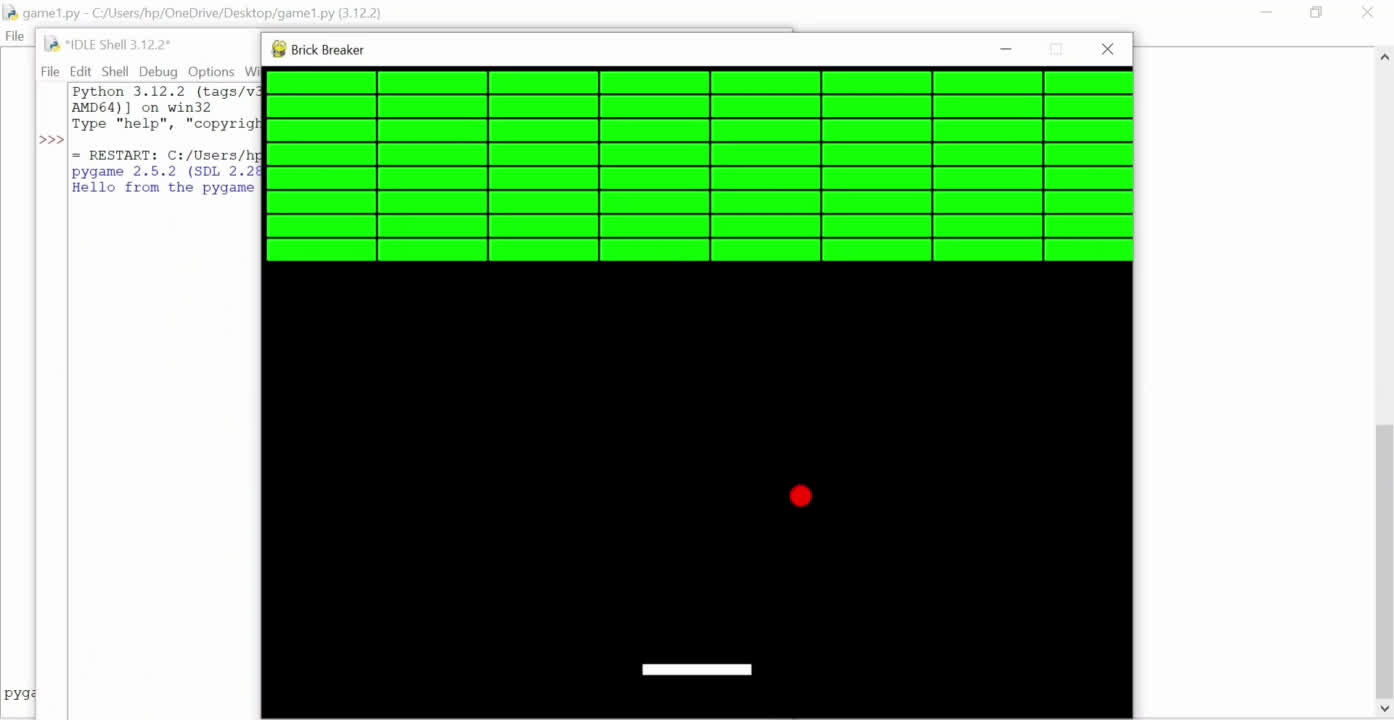 game1.py - C:/Users/hp/OneDrive/Desktop/game1.py (3.12.2)
File
*IDLE Shell 3.12.2*
Brick Breaker
File Edit Shell Debug Options
Python 3.12.2 (tags/v3
AMD64)] on win32
Type "help", "copyrigh
>>>
= RESTART: C:/Users/hp
pygame 2.5.2 (SDL 2.28
Hello from the pygame
pyga